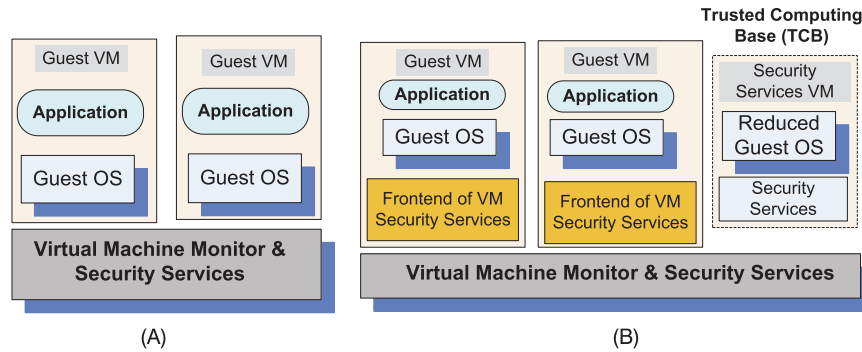 Guest VM
Application
Guest OS
Guest VM
Application
Guest OS
Virtual Machine Monitor &
Security Services
(A)
Guest VM
Application
Guest OS
Frontend of VM
Security Services
Guest VM
Application
Guest OS
Frontend of VM
Security Services
Trusted Computing
Base (TCB)
Security
Services VM
Reduced
Guest OS
Security
Services
Virtual Machine Monitor & Security Services
(B)